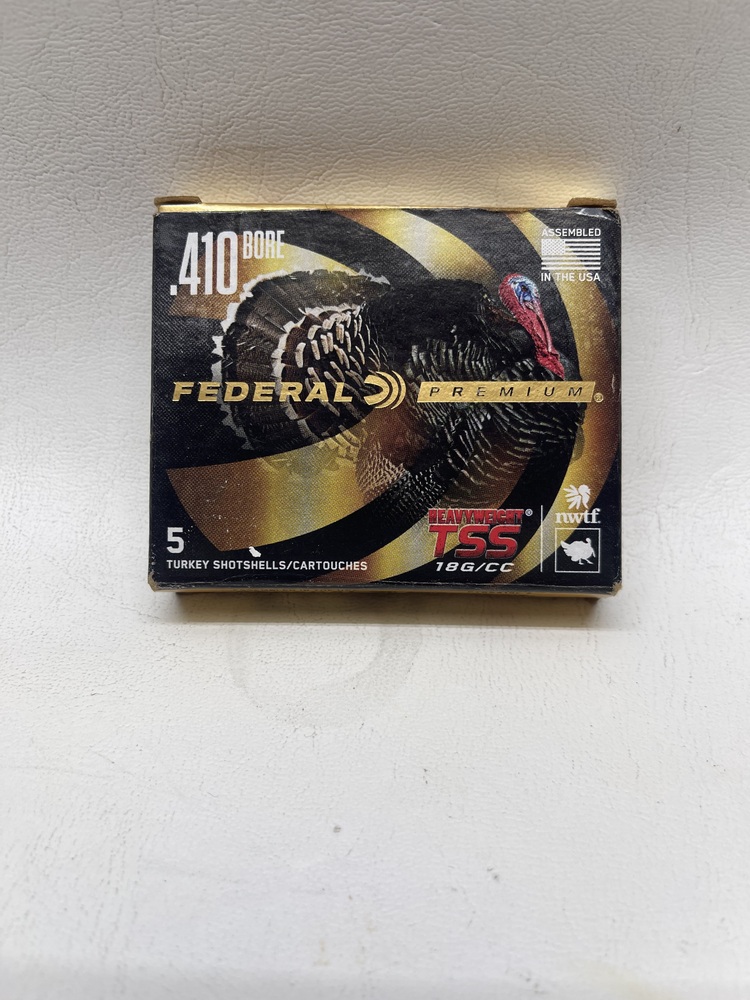 .410 BORE
ASSEMBLED
IN THE USA
FEDERAL PREMIUM®
HEAVYWEIGHT®
TSS
18G/CC
nwtf
5
TURKEY SHOTSHELLS/CARTOUCHES